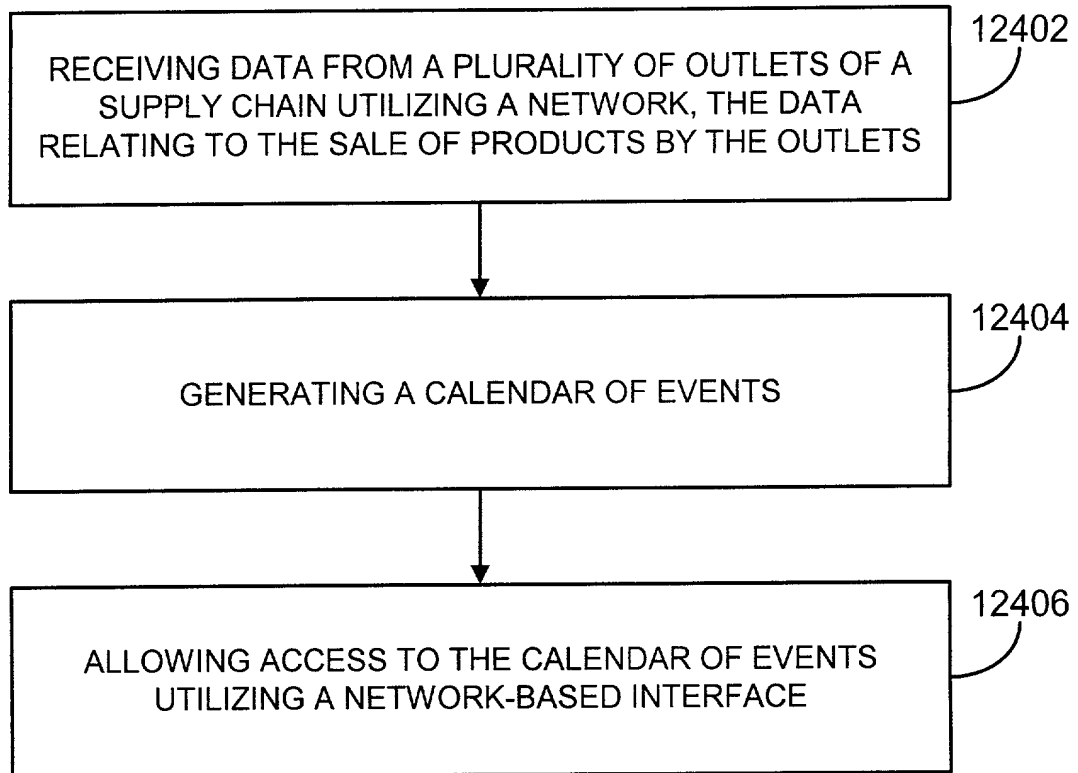 12402
RECEIVING DATA FROM A PLURALITY OF OUTLETS OF A
SUPPLY CHAIN UTILIZING A NETWORK, THE DATA
RELATING TO THE SALE OF PRODUCTS BY THE OUTLETS
12404
GENERATING A CALENDAR OF EVENTS
12406
ALLOWING ACCESS TO THE CALENDAR OF EVENTS
UTILIZING A NETWORK-BASED INTERFACE